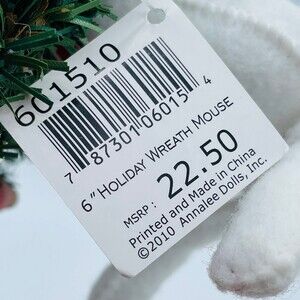 601510
7 87301 06015 4
6" HOLIDAY WREATH MOUSE
MSRP: 22.50
Printed and Made in China
©2010 Annalee Dolls, Inc.